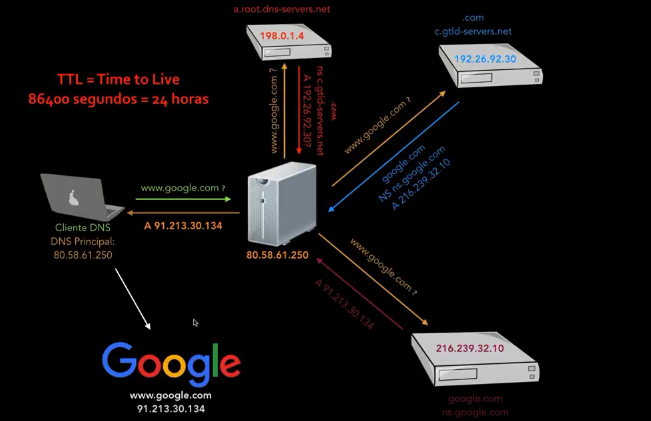 a.root.dns-servers.net
198.0.1.4
.com
c.gtld-servers.net
192.26.92.30
TTL = Time to Live
86400 segundos = 24 horas
www.google.com ?
.com
ns c.gtld-servers.net
A 192.26.92.30?
www.google.com ?
google.com
NS ns.google.com
A 216.239.32.10
www.google.com ?
A 91.213.30.134
Cliente DNS
DNS Principal:
80.58.61.250
80.58.61.250
www.google.com ?
A 91.213.30.134
216.239.32.10
google.com
ns.google.com
Google
www.google.com
91.213.30.134